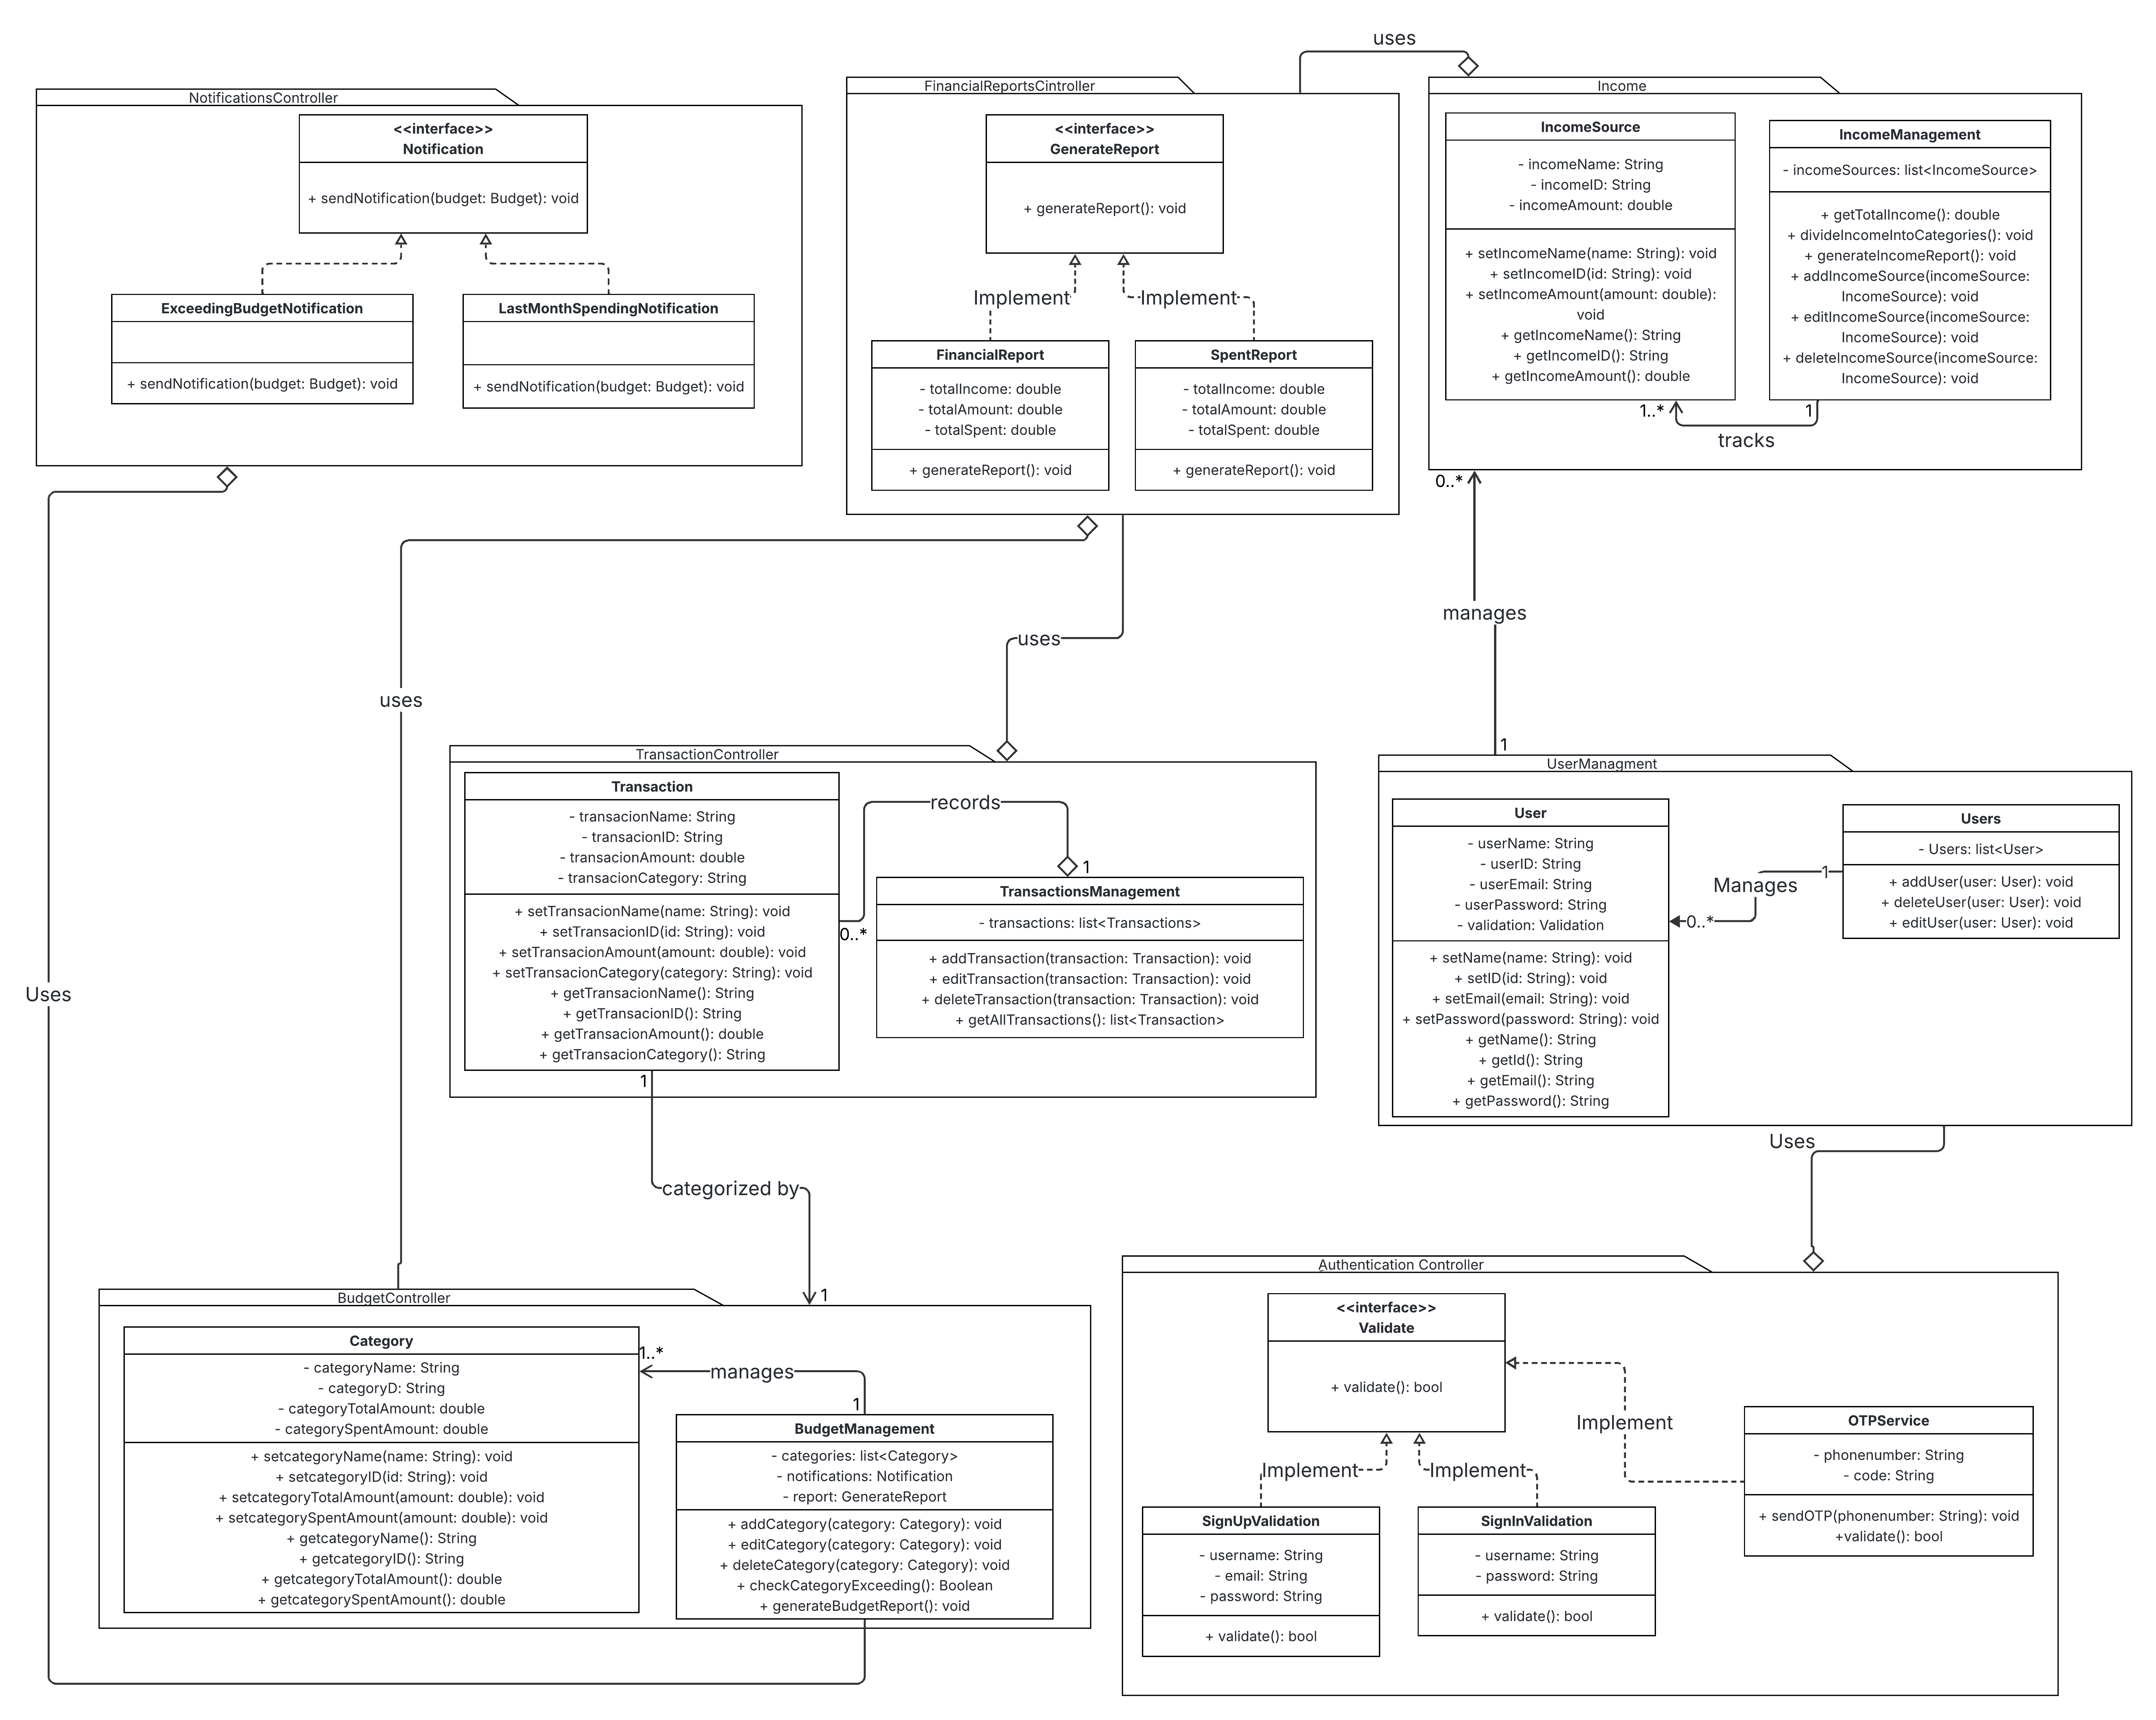 uses
NotificationsController
<<interface>>
Notification
+ sendNotification(budget: Budget): void
ExceedingBudgetNotification
+ sendNotification(budget: Budget): void
LastMonthSpendingNotification
+ sendNotification(budget: Budget): void
FinancialReportsCintroller
<<interface>>
GenerateReport
+ generateReport(): void
Implement
Implement
FinancialReport
- totalIncome: double
- totalAmount: double
- totalSpent: double
+ generateReport(): void
SpentReport
- totalIncome: double
- totalAmount: double
- totalSpent: double
+ generateReport(): void
Income
IncomeSource
- incomeName: String
- incomeID: String
- incomeAmount: double
+ setIncomeName(name: String): void
+ setIncomeID(id: String): void
+ setIncomeAmount(amount: double):
void
+ getIncomeName(): String
+ getIncomeID(): String
+ getIncomeAmount(): double
IncomeManagement
- incomeSources: list<IncomeSource>
+ getTotalIncome(): double
+ divideIncomeIntoCategories(): void
+ generateIncomeReport(): void
+ addIncomeSource(incomeSource:
IncomeSource): void
+ editIncomeSource(incomeSource:
IncomeSource): void
+ deleteIncomeSource(incomeSource:
IncomeSource): void
1..*
1
tracks
0..*
manages
1
uses
uses
Uses
TransactionController
Transaction
- transacionName: String
- transacionID: String
- transacionAmount: double
- transacionCategory: String
+ setTransacionName(name: String): void
+ setTransacionID(id: String): void
+ setTransacionAmount(amount: double): void
+ setTransacionCategory(category: String): void
+ getTransacionName(): String
+ getTransacionID(): String
+ getTransacionAmount(): double
+ getTransacionCategory(): String
records
1
0..*
TransactionsManagement
- transactions: list<Transactions>
+ addTransaction(transaction: Transaction): void
+ editTransaction(transaction: Transaction): void
+ deleteTransaction(transaction: Transaction): void
+ getAllTransactions(): list<Transaction>
1
categorized by
1
UserManagment
User
- userName: String
- userID: String
- userEmail: String
- userPassword: String
- validation: Validation
+ setName(name: String): void
+ setID(id: String): void
+ setEmail(email: String): void
+ setPassword(password: String): void
+ getName(): String
+ getId(): String
+ getEmail(): String
+ getPassword(): String
Manages
1
0..*
Users
- Users: list<User>
+ addUser(user: User): void
+ deleteUser(user: User): void
+ editUser(user: User): void
Uses
BudgetController
Category
- categoryName: String
- categoryD: String
- categoryTotalAmount: double
- categorySpentAmount: double
+ setcategoryName(name: String): void
+ setcategoryID(id: String): void
+ setcategoryTotalAmount(amount: double): void
+ setcategorySpentAmount(amount: double): void
+ getcategoryName(): String
+ getcategoryID(): String
+ getcategoryTotalAmount(): double
+ getcategorySpentAmount(): double
1..*
manages
1
BudgetManagement
- categories: list<Category>
- notifications: Notification
- report: GenerateReport
+ addCategory(category: Category): void
+ editCategory(category: Category): void
+ deleteCategory(category: Category): void
+ checkCategoryExceeding(): Boolean
+ generateBudgetReport(): void
Authentication Controller
<<interface>>
Validate
+ validate(): bool
Implement
Implement
Implement
SignUpValidation
- username: String
- email: String
- password: String
+ validate(): bool
SignInValidation
- username: String
- password: String
+ validate(): bool
OTPService
- phonenumber: String
- code: String
+ sendOTP(phonenumber: String): void
+validate(): bool